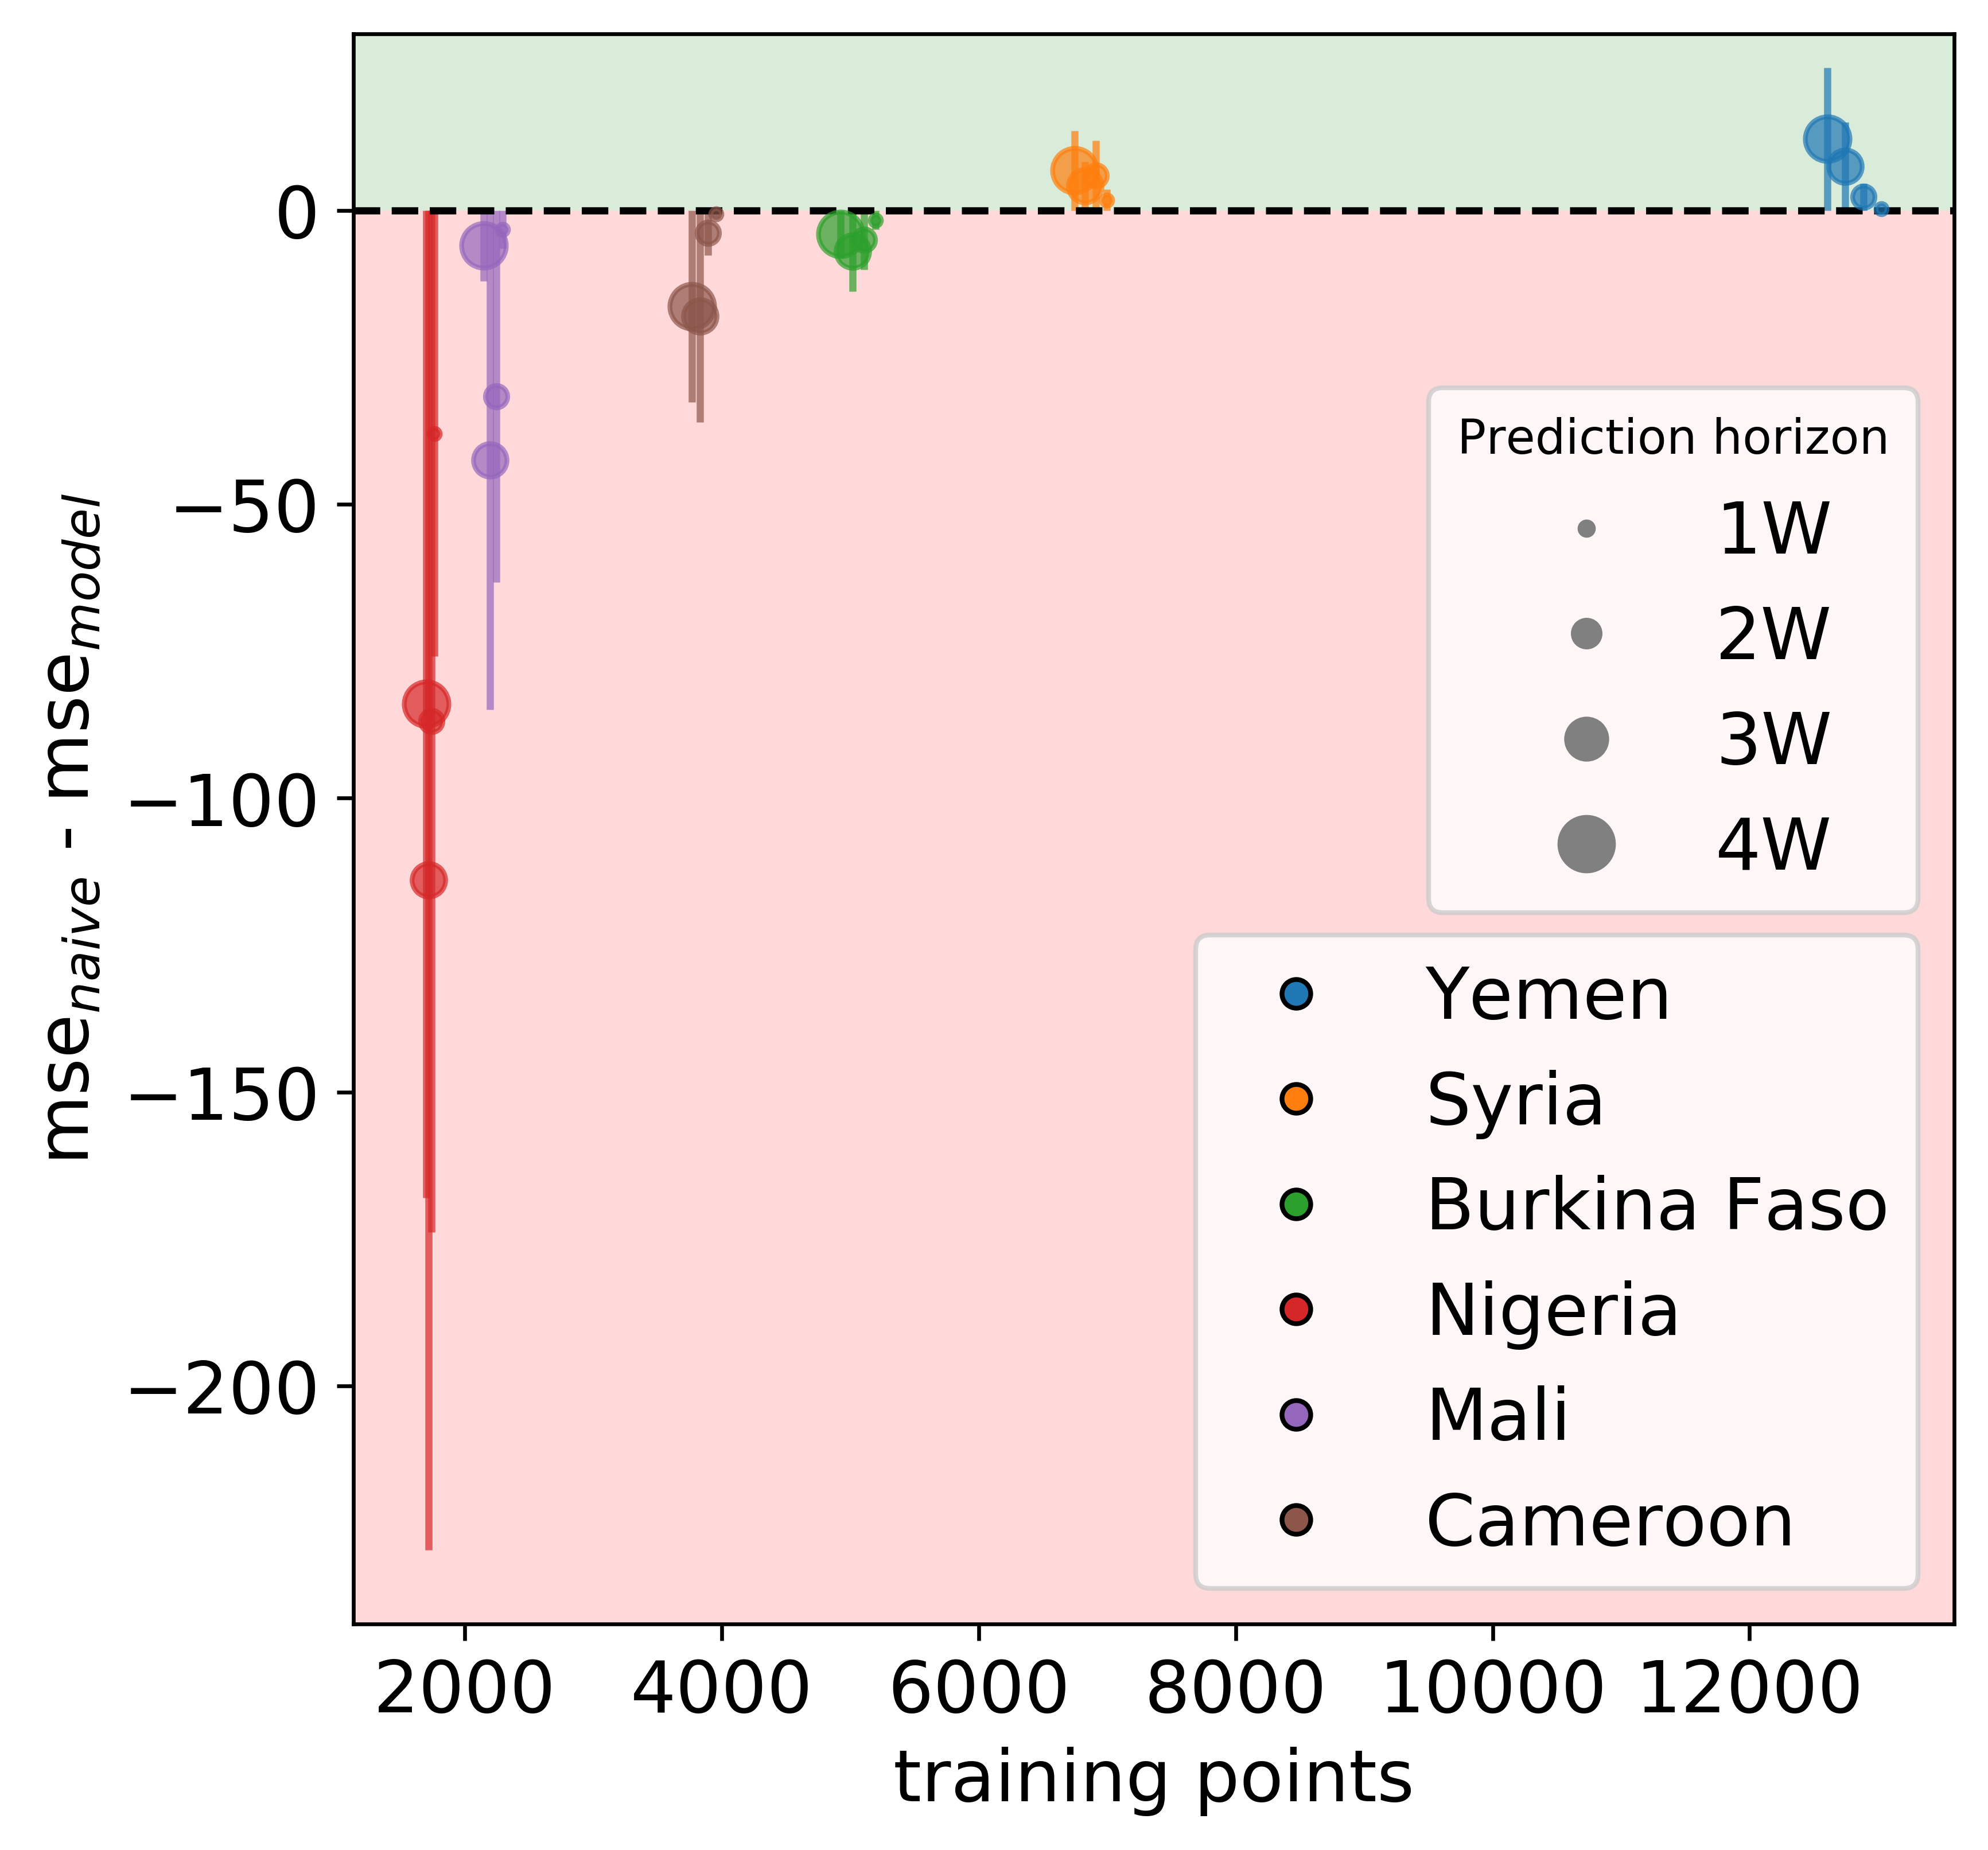 0
−50
−100
−150
−200
mse_naive - mse_model
Prediction horizon
1W
2W
3W
4W
Yemen
Syria
Burkina Faso
Nigeria
Mali
Cameroon
2000 4000 6000 8000 10000 12000
training points